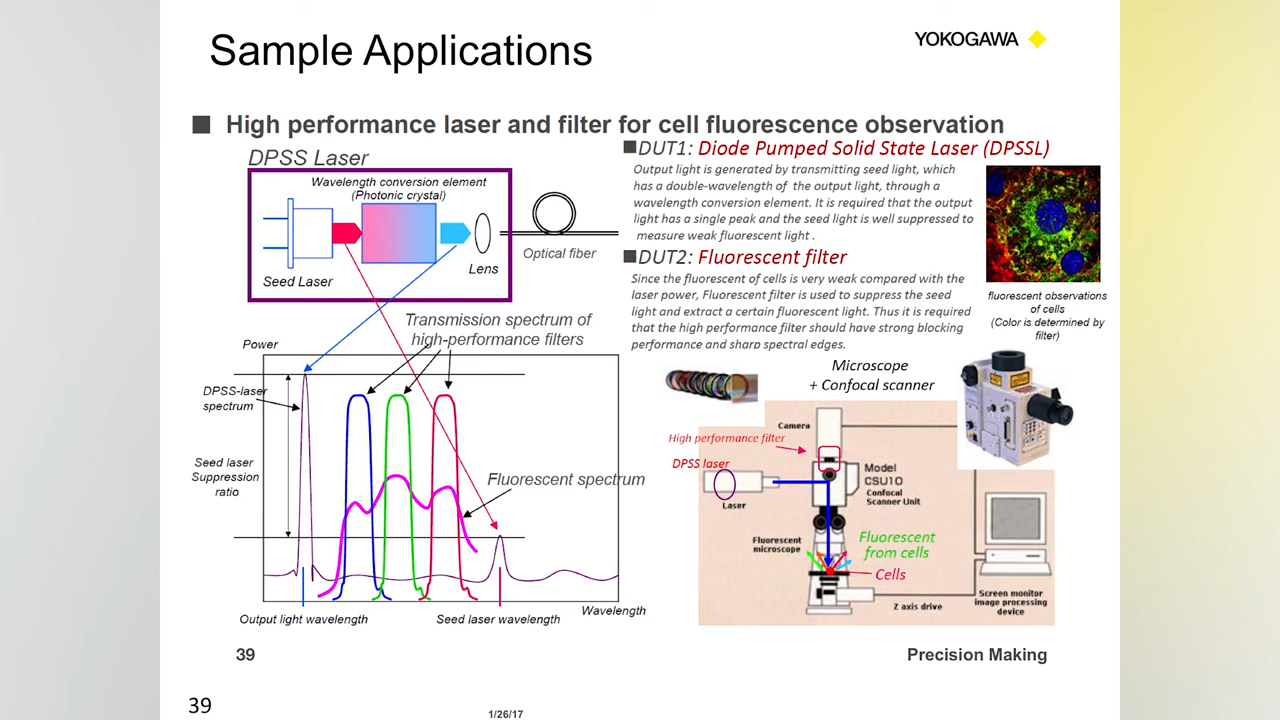 Sample Applications
YOKOGAWA
■ High performance laser and filter for cell fluorescence observation
DPSS Laser
Wavelength conversion element
(Photonic crystal)
Seed Laser
Lens
Optical fiber
■DUT1: Diode Pumped Solid State Laser (DPSSL)
Output light is generated by transmitting seed light, which
has a double-wavelength of the output light, through a
wavelength conversion element. It is required that the output
light has a single peak and the seed light is well suppressed to
measure weak fluorescent light .
■DUT2: Fluorescent filter
Since the fluorescent of cells is very weak compared with the
laser power, Fluorescent filter is used to suppress the seed
light and extract a certain fluorescent light. Thus it is required
that the high performance filter should have strong blocking
performance and sharp spectral edges.
fluorescent observations
of cells
(Color is determined by
filter)
Transmission spectrum of
high-performance filters
Power
DPSS-laser
spectrum
Seed laser
Suppression
ratio
Fluorescent spectrum
Wavelength
Output light wavelength
Seed laser wavelength
Microscope
+ Confocal scanner
Camera
High performance filter
DPSS laser
Laser
Model
CSU10
Confocal
Scanner Unit
Fluorescent
microscope
Fluorescent
from cells
Cells
Z axis drive
Screen monitor
image processing
device
39
Precision Making
39
1/26/17